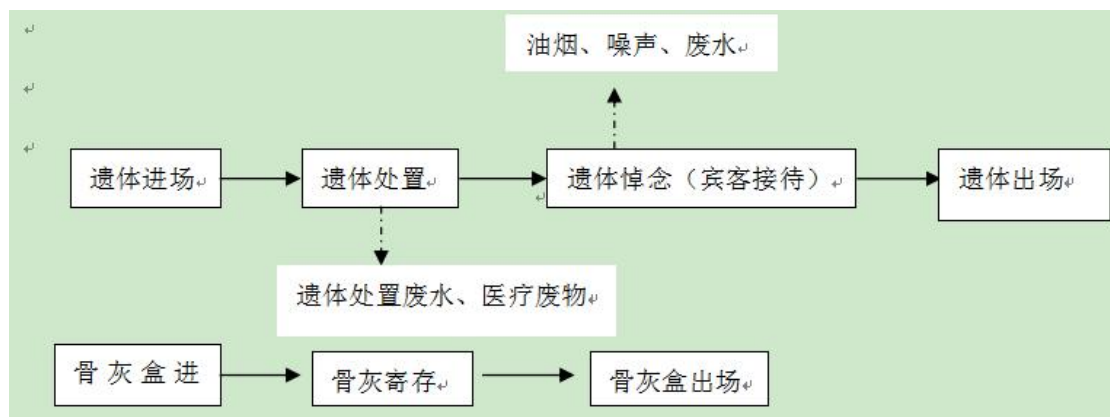 油烟、噪声、废水
遗体进场
遗体处置
遗体悼念（宾客接待）
遗体出场
遗体处置废水、医疗废物
骨灰盒进
骨灰寄存
骨灰盒出场